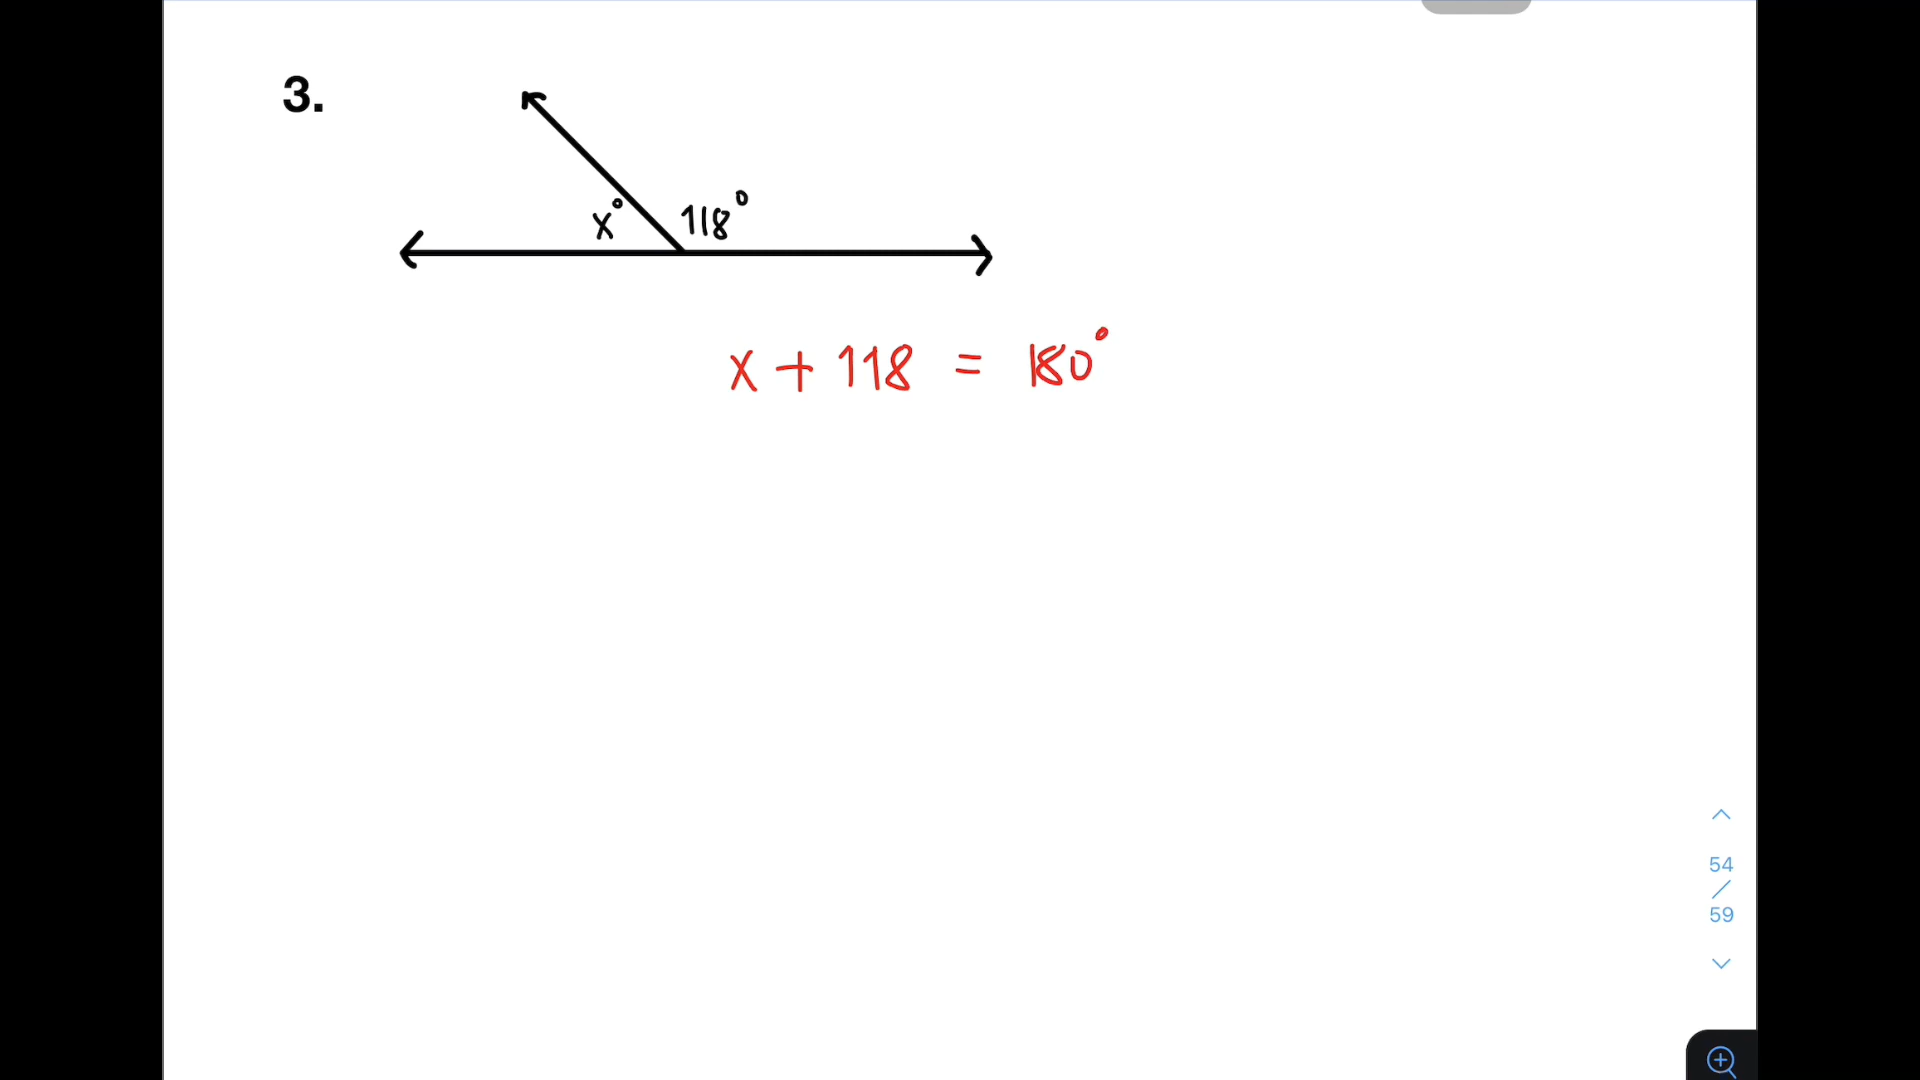 3.
x° 118°
x + 118 = 180°
54
/
59